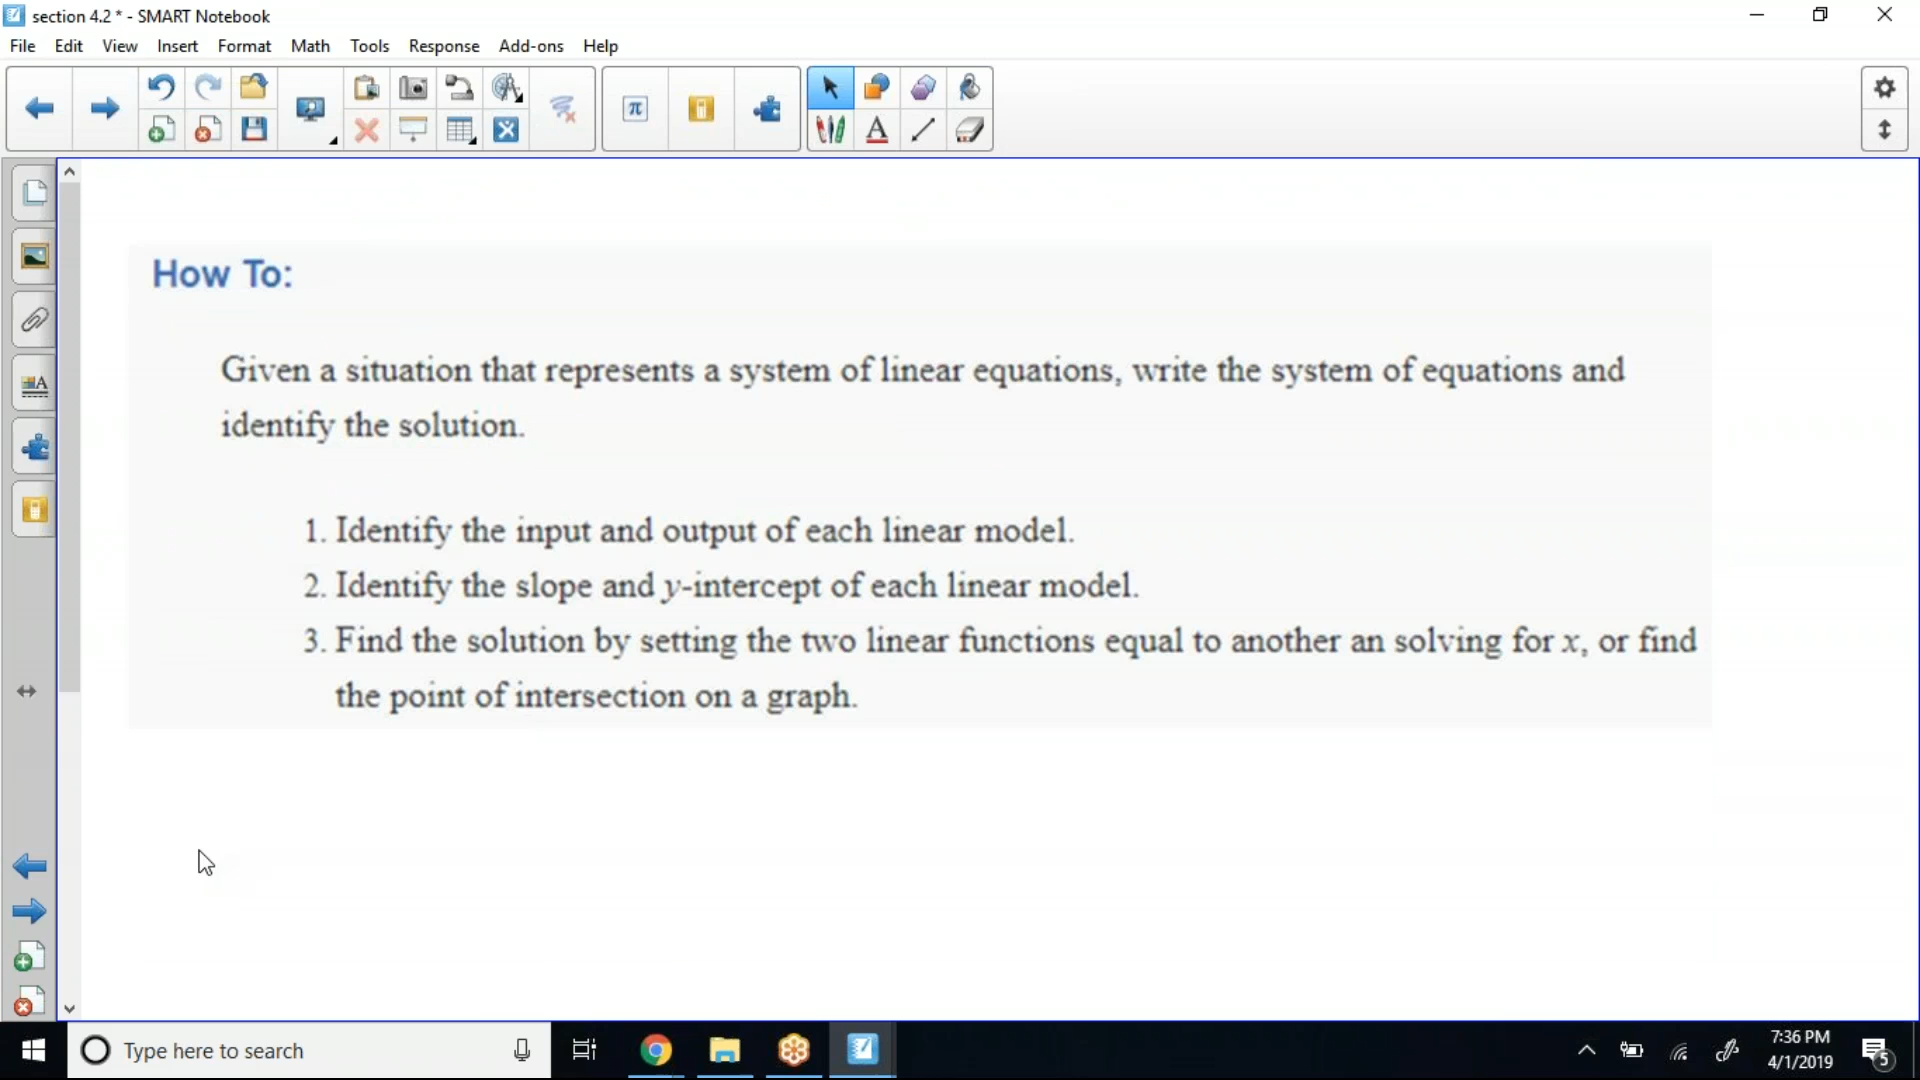 section 4.2 * - SMART Notebook
File Edit View Insert Format Math Tools Response Add-ons Help
π
A
A
How To:
Given a situation that represents a system of linear equations, write the system of equations and
identify the solution.
1. Identify the input and output of each linear model.
2. Identify the slope and y-intercept of each linear model.
3. Find the solution by setting the two linear functions equal to another an solving for x, or find
the point of intersection on a graph.
Type here to search
7:36 PM
4/1/2019
5